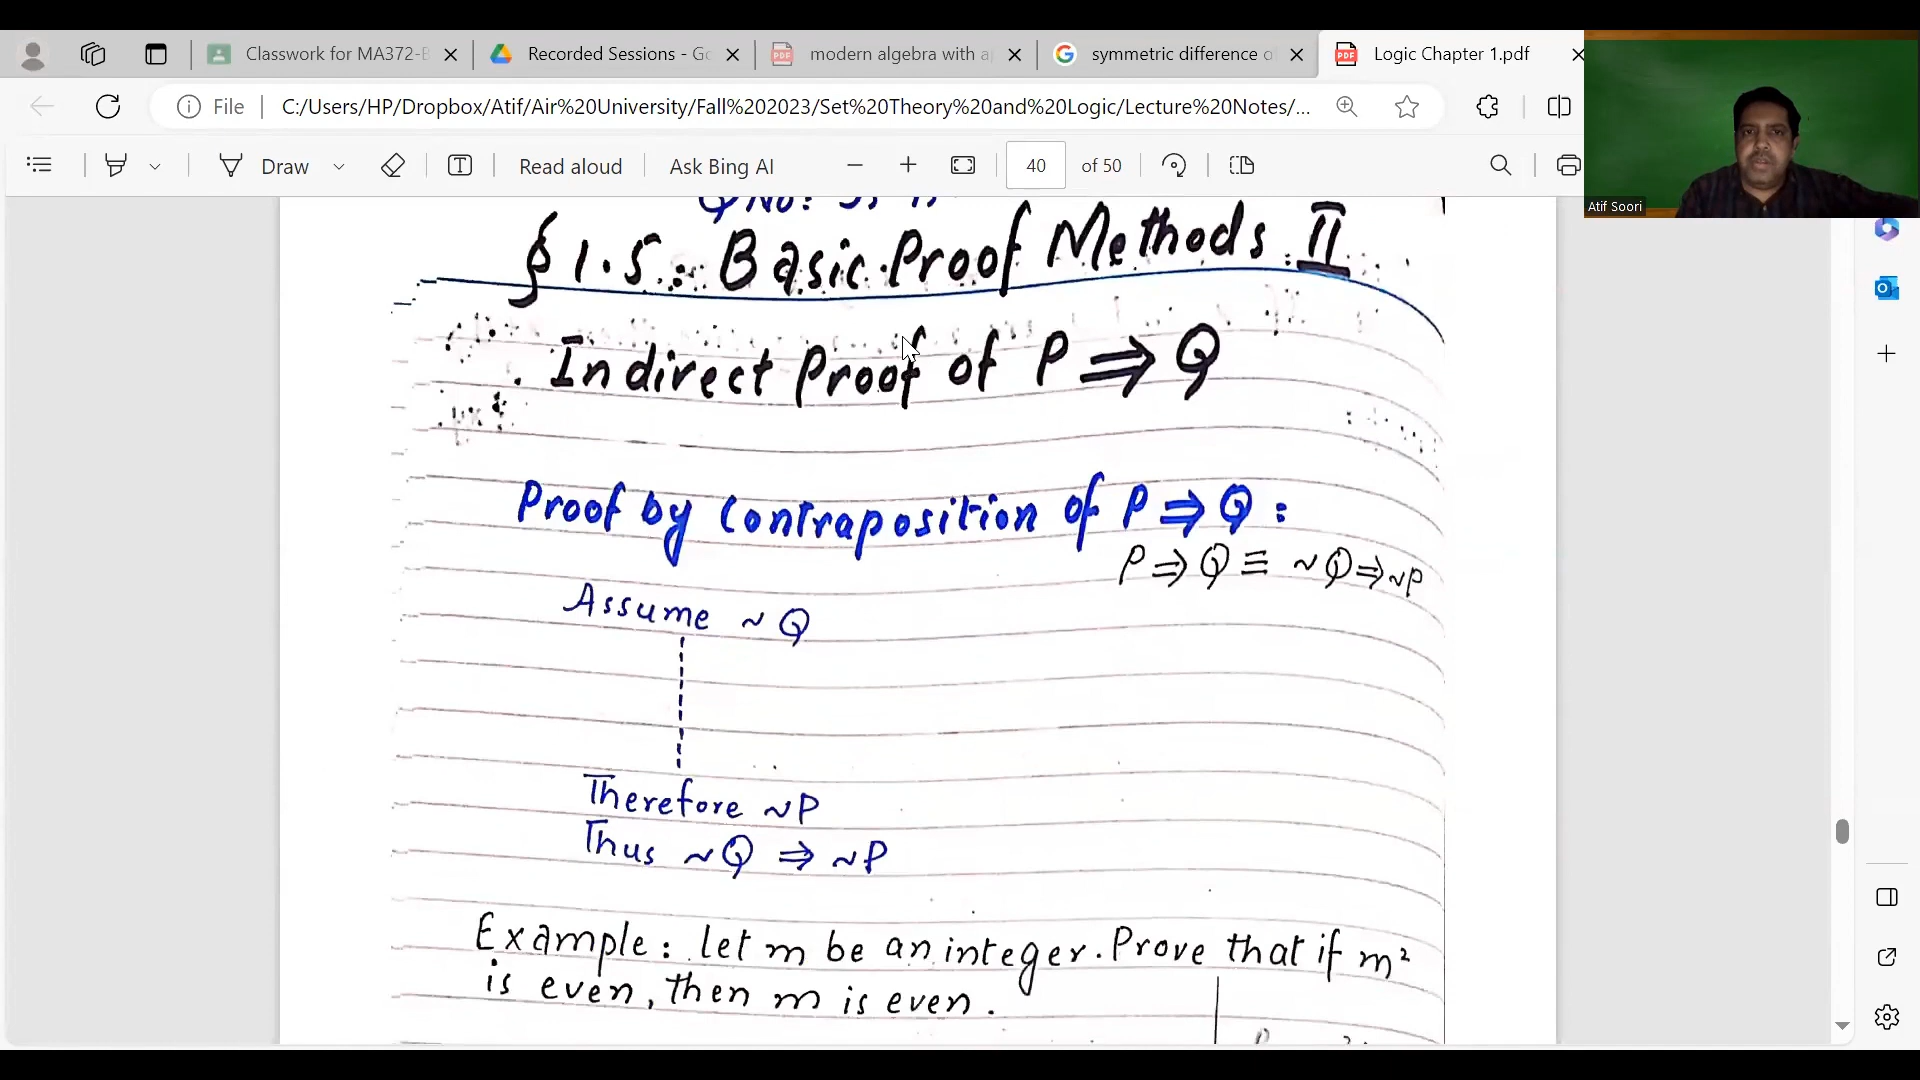 Classwork for MA372-B
Recorded Sessions - Go
modern algebra with a
symmetric difference o
Logic Chapter 1.pdf
File
C:/Users/HP/Dropbox/Atif/Air%20University/Fall%202023/Set%20Theory%20and%20Logic/Lecture%20Notes/...
Draw
Read aloud
Ask Bing AI
40 of 50
Atif Soori
§ 1.5 : Basic Proof Methods II
Indirect Proof of P ⇒ Q
Proof by Contraposition of P ⇒ Q :
P ⇒ Q ≡ ~Q ⇒ ~P
Assume ~ Q
Therefore ~P
Thus ~Q ⇒ ~P
Example: let m be an integer. Prove that if m²
is even, then m is even.